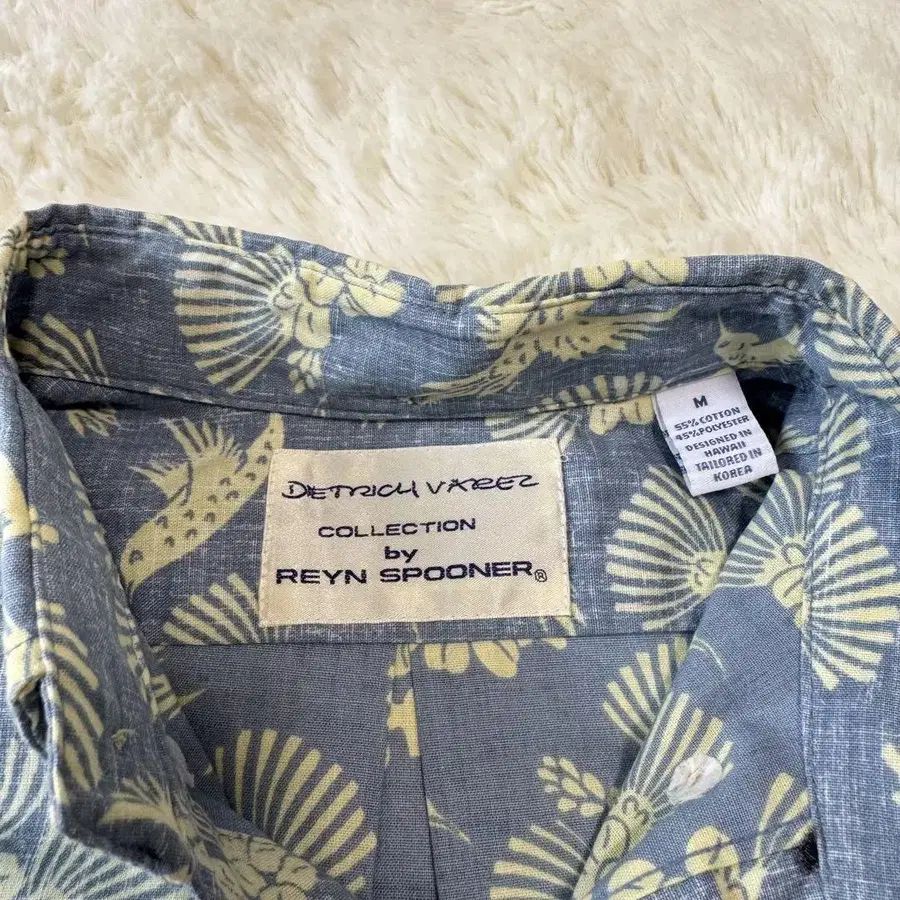 DIETRICH VAREZ
COLLECTION
by
REYN SPOONER®
M
55% COTTON
45% POLYESTER
DESIGNED IN
HAWAII
TAILORED IN
KOREA